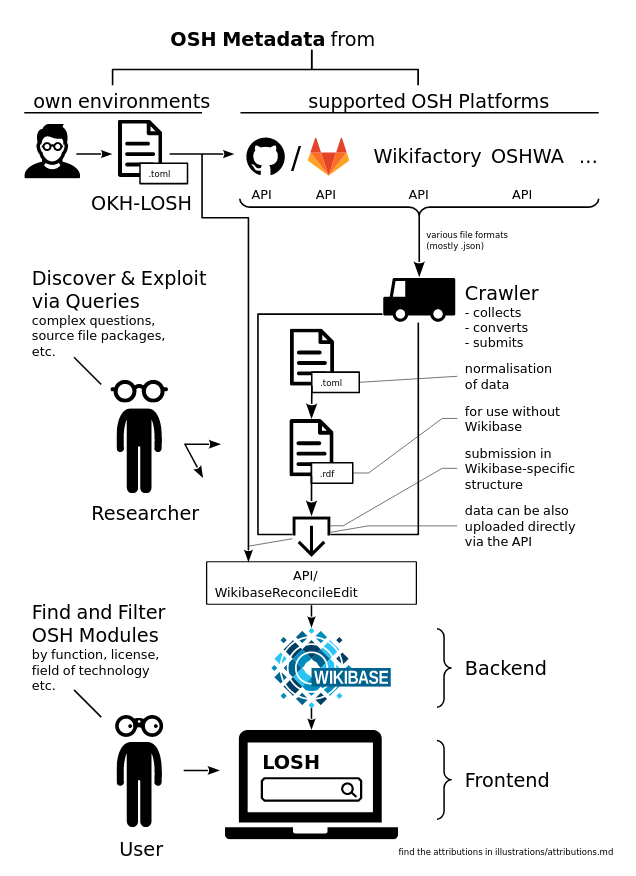 OSH Metadata from
own environments
supported OSH Platforms
.toml
OKH-LOSH
/
Wikifactory OSHWA ...
API API API API
various file formats
(mostly .json)
Discover & Exploit
via Queries
complex questions,
source file packages,
etc.
Researcher
Crawler
- collects
- converts
- submits
.toml
normalisation
of data
.rdf
for use without
Wikibase
submission in
Wikibase-specific
structure
data can be also
uploaded directly
via the API
API/
WikibaseReconcileEdit
Find and Filter
OSH Modules
by function, license,
field of technology
etc.
User
WIKIBASE
Backend
LOSH
Frontend
find the attributions in illustrations/attributions.md